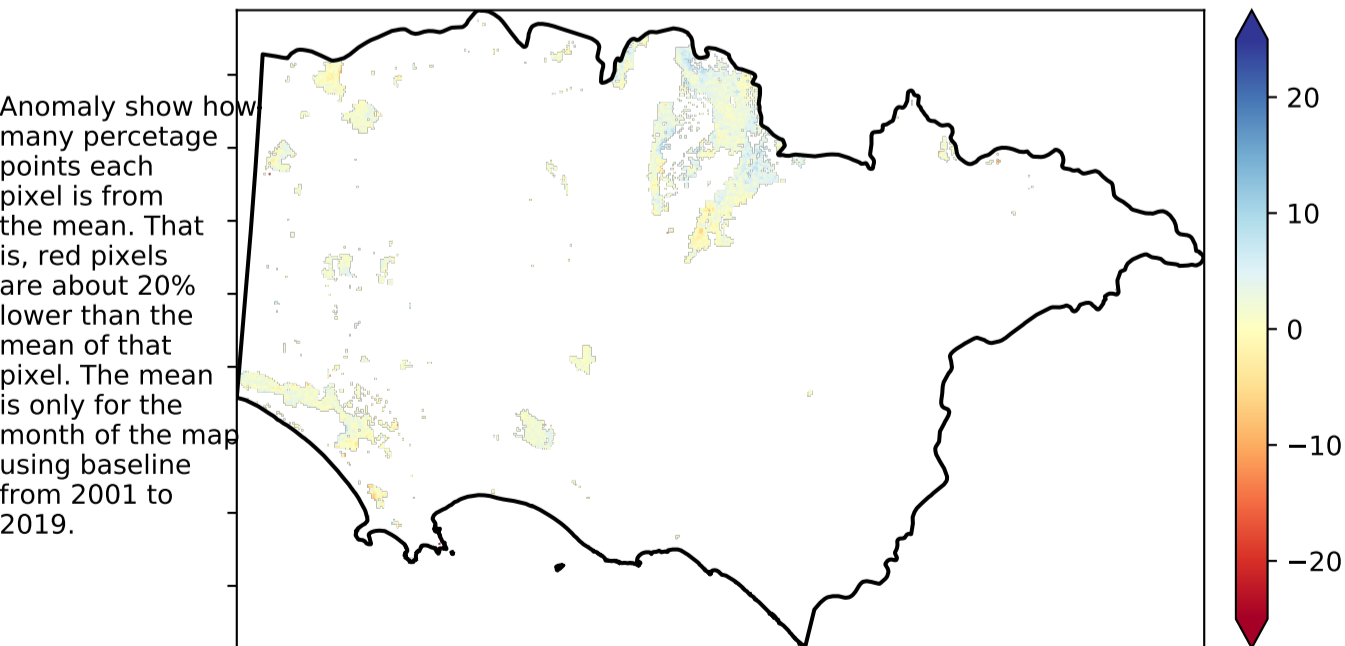 Anomaly show how
many percetage
points each
pixel is from
the mean. That
is, red pixels
are about 20%
lower than the
mean of that
pixel. The mean
is only for the
month of the map
using baseline
from 2001 to
2019.
20
10
0
−10
−20